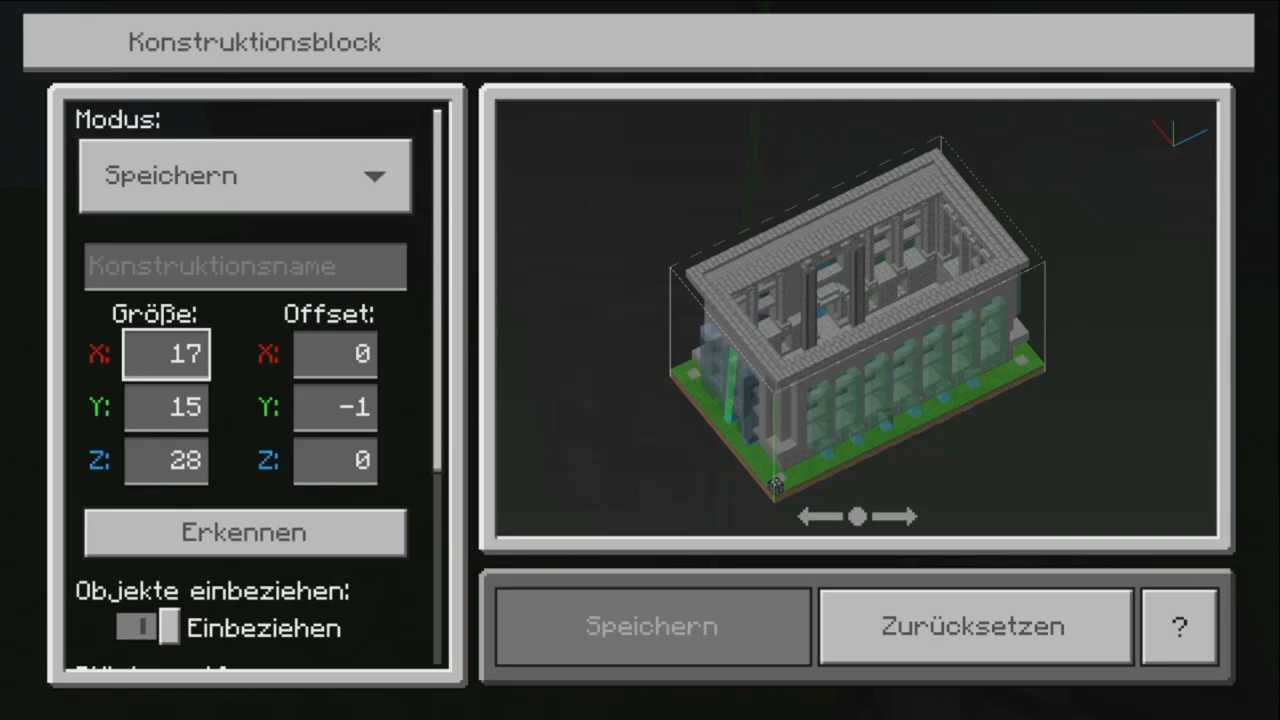 Konstruktionsblock
Modus:
Speichern
Konstruktionsname
Größe: Offset:
X: 17 X: 0
Y: 15 Y: -1
Z: 28 Z: 0
Erkennen
Objekte einbeziehen:
Einbeziehen
Speichern Zurücksetzen ?